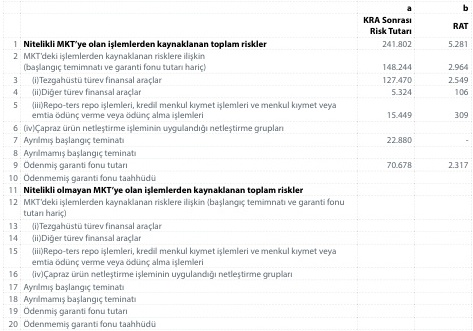 a b
KRA Sonrası
Risk Tutarı RAT
1 Nitelikli MKT'ye olan işlemlerden kaynaklanan toplam riskler 241.802 5.281
2 MKT'deki işlemlerden kaynaklanan risklere ilişkin
(başlangıç temimnatı ve garanti fonu tutarı hariç) 148.244 2.964
3 (i)Tezgahüstü türev finansal araçlar 127.470 2.549
4 (ii)Diğer türev finansal araçlar 5.324 106
5 (iii)Repo-ters repo işlemleri, kredil menkul kıymet işlemleri ve menkul kıymet veya
emtia ödünç verme veya ödünç alma işlemleri 15.449 309
6 (iv)Çapraz ürün netleştirme işleminin uygulandığı netleştirme grupları
7 Ayrılmış başlangıç teminatı 22.880 -
8 Ayrılmamış başlangıç teminatı
9 Ödenmiş garanti fonu tutarı 70.678 2.317
10 Ödenmemiş garanti fonu taahhüdü
11 Nitelikli olmayan MKT'ye olan işlemlerden kaynaklanan toplam riskler
12 MKT'deki işlemlerden kaynaklanan risklere ilişkin (başlangıç temimnatı ve garanti fonu
tutarı hariç)
13 (i)Tezgahüstü türev finansal araçlar
14 (ii)Diğer türev finansal araçlar
15 (iii)Repo-ters repo işlemleri, kredil menkul kıymet işlemleri ve menkul kıymet veya
emtia ödünç verme veya ödünç alma işlemleri
16 (iv)Çapraz ürün netleştirme işleminin uygulandığı netleştirme grupları
17 Ayrılmış başlangıç teminatı
18 Ayrılmamış başlangıç teminatı
19 Ödenmiş garanti fonu tutarı
20 Ödenmemiş garanti fonu taahhüdü